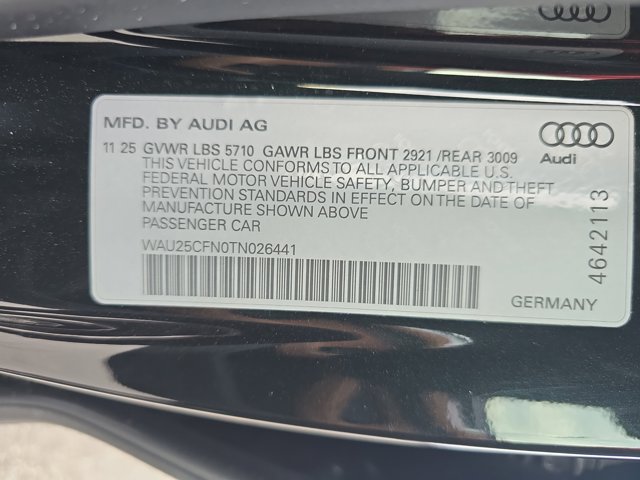 MFD. BY AUDI AG
11 25 GVWR LBS 5710 GAWR LBS FRONT 2921 /REAR 3009
THIS VEHICLE CONFORMS TO ALL APPLICABLE U.S.
FEDERAL MOTOR VEHICLE SAFETY, BUMPER AND THEFT
PREVENTION STANDARDS IN EFFECT ON THE DATE OF
MANUFACTURE SHOWN ABOVE
PASSENGER CAR
WAU25CFN0TN026441
Audi
4642113
GERMANY